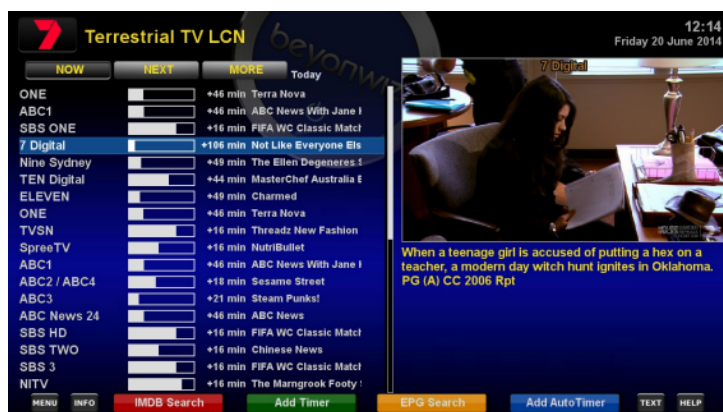 7 Terrestrial TV LCN
12:14
Friday 20 June 2014
beyonwiz
NOW NEXT MORE Today
ONE +46 min Terra Nova
ABC1 +46 min ABC News With Jane
SBS ONE +16 min FIFA WC Classic Match
7 Digital +106 min Not Like Everyone Els
Nine Sydney +49 min The Ellen Degeneres S
TEN Digital +44 min MasterChef Australia E
ELEVEN +49 min Charmed
ONE +46 min Terra Nova
TVSN +16 min Threadz New Fashion
SpreeTV +16 min NutriBullet
ABC1 +46 min ABC News With Jane
ABC2 / ABC4 +18 min Sesame Street
ABC3 +21 min Steam Punks!
ABC News 24 +46 min ABC News
SBS HD +16 min FIFA WC Classic Match
SBS TWO +16 min Chinese News
SBS 3 +16 min FIFA WC Classic Match
NITV +16 min The Marngrook Footy
7 Digital
When a teenage girl is accused of putting a hex on a
teacher, a modern day witch hunt ignites in Oklahoma.
PG (A) CC 2006 Rpt
MENU INFO IMDB Search Add Timer EPG Search Add AutoTimer TEXT HELP